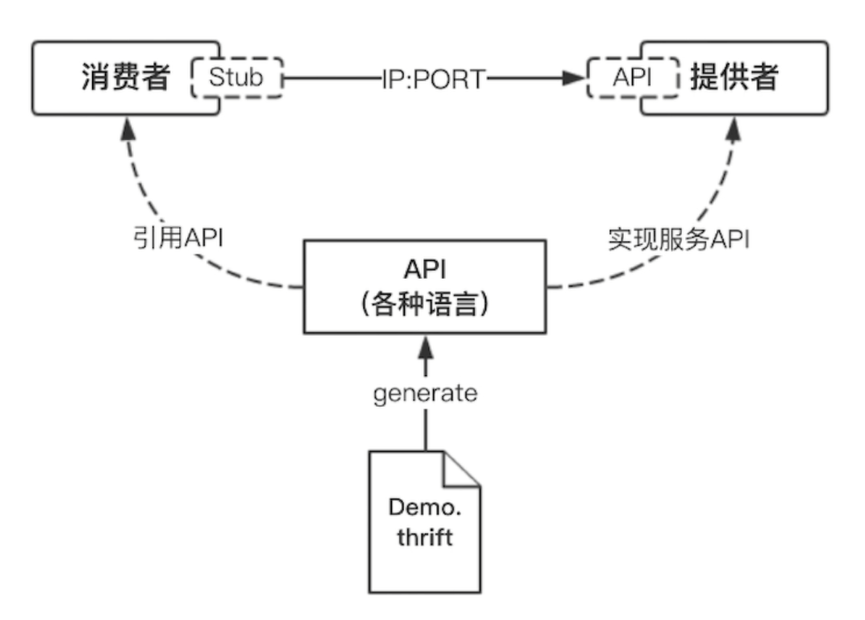 消费者
Stub
IP:PORT
API
提供者
引用API
实现服务API
API
（各种语言）
generate
Demo.
thrift